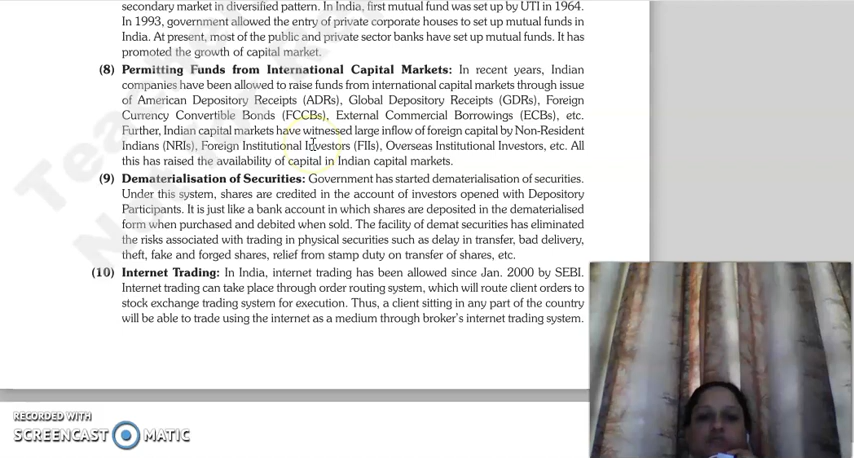 secondary market in diversified pattern. In India, first mutual fund was set up by UTI in 1964.
In 1993, government allowed the entry of private corporate houses to set up mutual funds in
India. At present, most of the public and private sector banks have set up mutual funds. It has
promoted the growth of capital market.
(8) Permitting Funds from International Capital Markets: In recent years, Indian
companies have been allowed to raise funds from international capital markets through issue
of American Depository Receipts (ADRs), Global Depository Receipts (GDRs), Foreign
Currency Convertible Bonds (FCCBs), External Commercial Borrowings (ECBs), etc.
Further, Indian capital markets have witnessed large inflow of foreign capital by Non-Resident
Indians (NRIs), Foreign Institutional Investors (FIIs), Overseas Institutional Investors, etc. All
this has raised the availability of capital in Indian capital markets.
(9) Dematerialisation of Securities: Government has started dematerialisation of securities.
Under this system, shares are credited in the account of investors opened with Depository
Participants. It is just like a bank account in which shares are deposited in the dematerialised
form when purchased and debited when sold. The facility of demat securities has eliminated
the risks associated with trading in physical securities such as delay in transfer, bad delivery,
theft, fake and forged shares, relief from stamp duty on transfer of shares, etc.
(10) Internet Trading: In India, internet trading has been allowed since Jan. 2000 by SEBI.
Internet trading can take place through order routing system, which will route client orders to
stock exchange trading system for execution. Thus, a client sitting in any part of the country
will be able to trade using the internet as a medium through broker's internet trading system.
RECORDED WITH
SCREENCAST MATIC